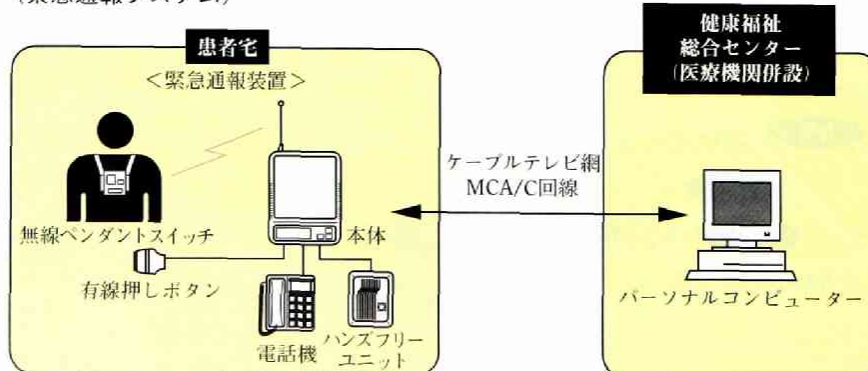 (緊急通報システム)
患者宅
＜緊急通報装置＞
無線ペンダントスイッチ
本体
有線押しボタン
電話機
ハンズフリー
ユニット
ケーブルテレビ網
MCA/C回線
健康福祉
総合センター
(医療機関併設)
パーソナルコンピューター